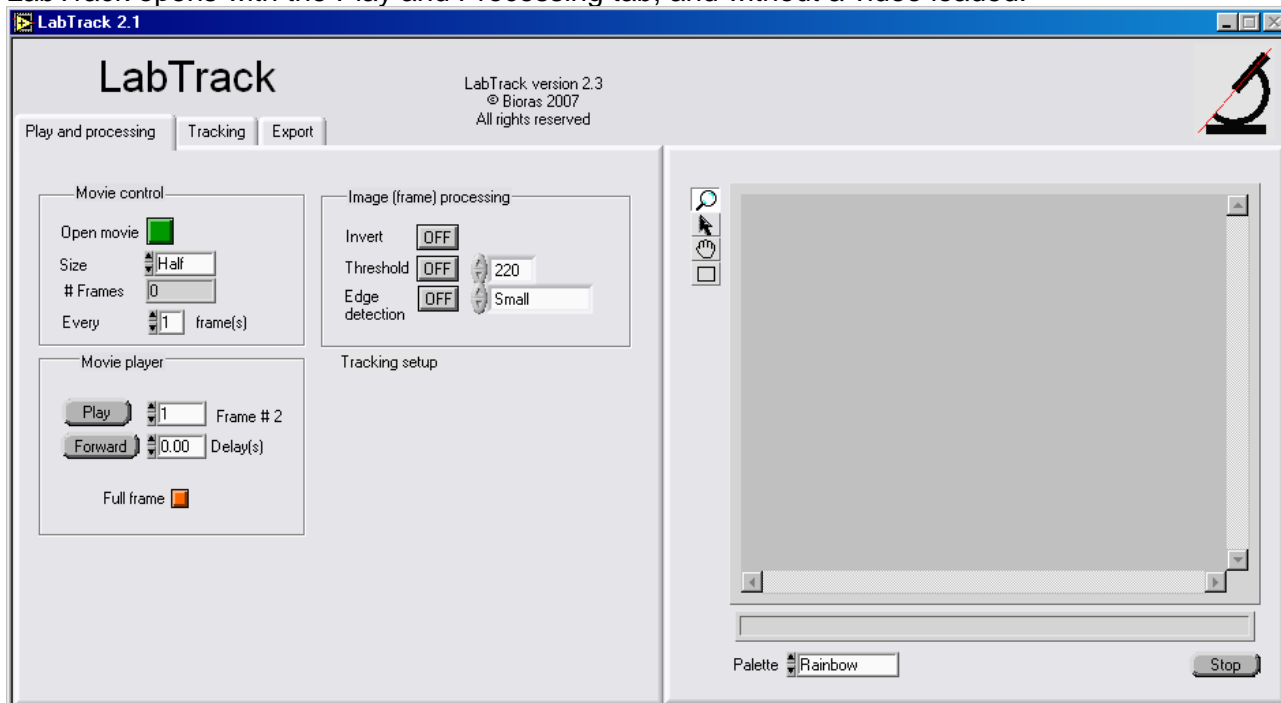 LabTrack opens with the Play and Processing tab, and without a video loaded.
LabTrack 2.1
LabTrack
LabTrack version 2.3
© Bioras 2007
All rights reserved
Play and processing
Tracking
Export
Movie control
Open movie
Size Half
# Frames 0
Every 1 frame(s)
Image (frame) processing
Invert OFF
Threshold OFF 220
Edge detection OFF Small
Movie player
Play 1 Frame # 2
Forward 0.00 Delay(s)
Full frame
Tracking setup
Palette Rainbow
Stop